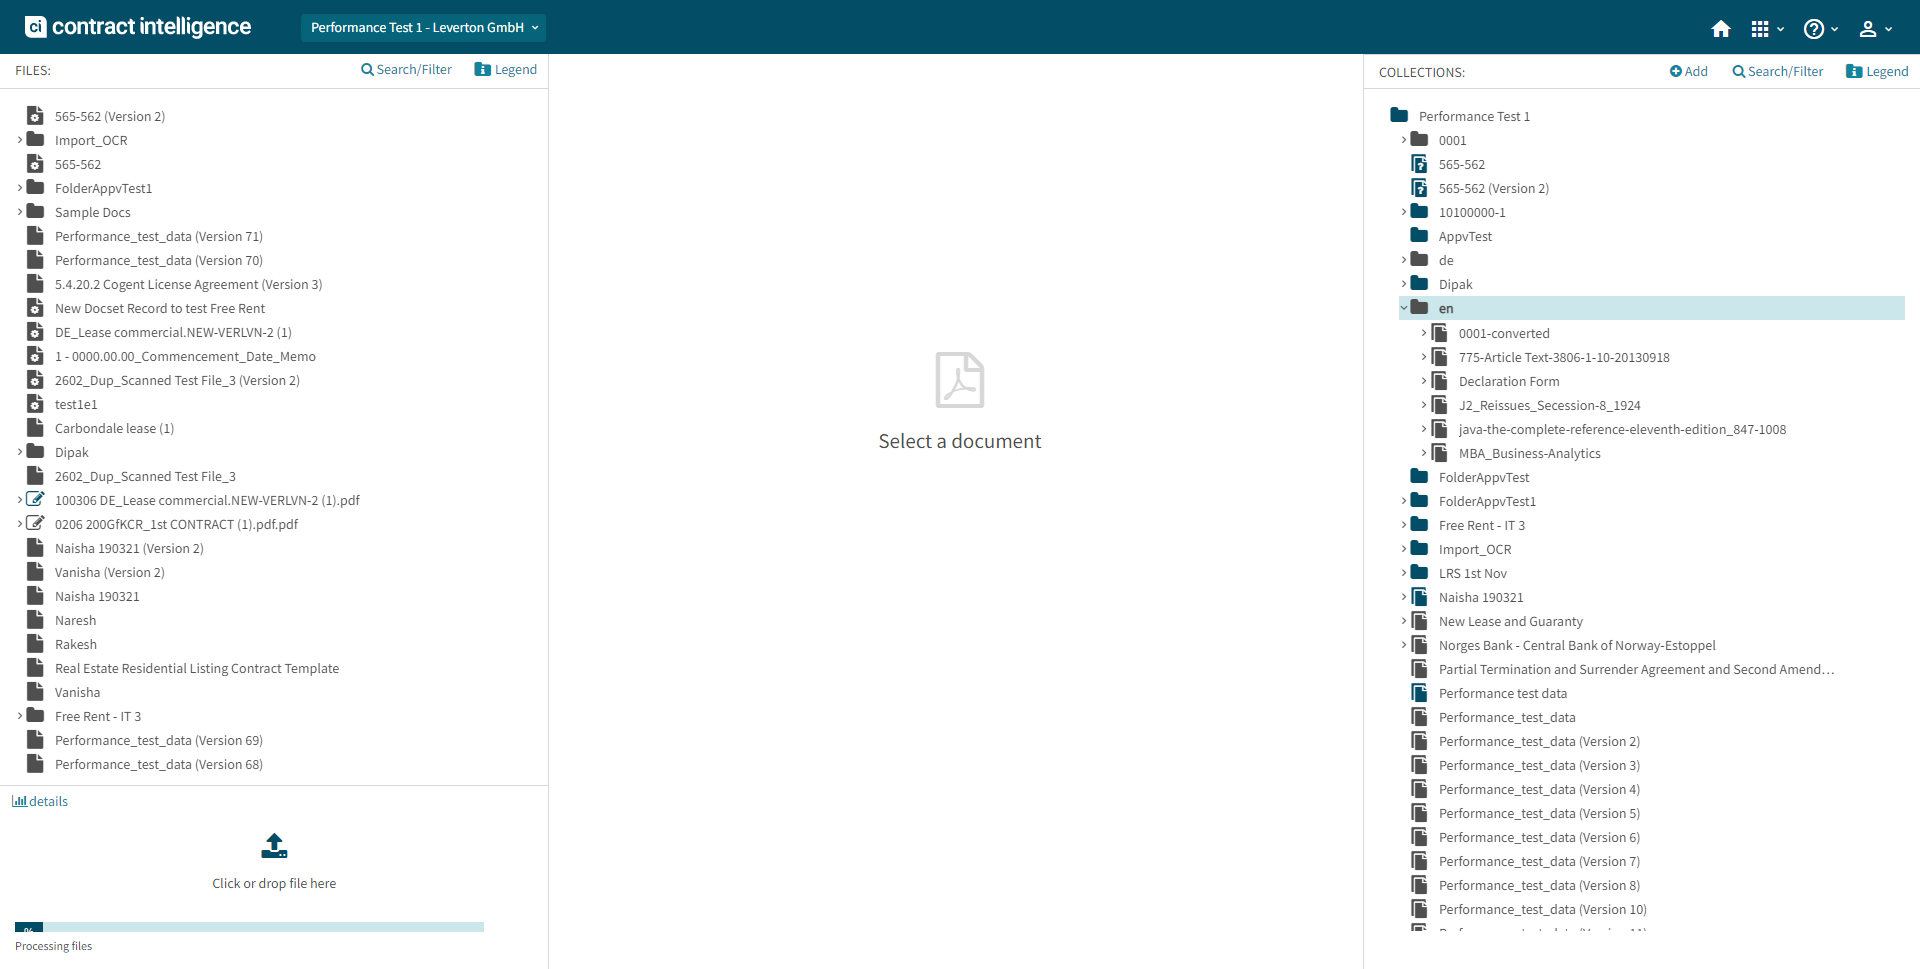 ci contract intelligence
Performance Test 1 - Leverton GmbH
FILES:
Search/Filter
Legend
565-562 (Version 2)
Import_OCR
565-562
FolderAppvTest1
Sample Docs
Performance_test_data (Version 71)
Performance_test_data (Version 70)
5.4.20.2 Cogent License Agreement (Version 3)
New Docset Record to test Free Rent
DE_Lease commercial.NEW-VERLVN-2 (1)
1 - 0000.00.00_Commencement_Date_Memo
2602_Dup_Scanned Test File_3 (Version 2)
test1e1
Carbondale lease (1)
Dipak
2602_Dup_Scanned Test File_3
100306 DE_Lease commercial.NEW-VERLVN-2 (1).pdf
0206 200GfKCR_1st CONTRACT (1).pdf.pdf
Naisha 190321 (Version 2)
Vanisha (Version 2)
Naisha 190321
Naresh
Rakesh
Real Estate Residential Listing Contract Template
Vanisha
Free Rent - IT 3
Performance_test_data (Version 69)
Performance_test_data (Version 68)
details
Click or drop file here
%
Processing files
Select a document
COLLECTIONS:
Add
Search/Filter
Legend
Performance Test 1
0001
565-562
565-562 (Version 2)
10100000-1
AppvTest
de
Dipak
en
0001-converted
775-Article Text-3806-1-10-20130918
Declaration Form
J2_Reissues_Secession-8_1924
java-the-complete-reference-eleventh-edition_847-1008
MBA_Business-Analytics
FolderAppvTest
FolderAppvTest1
Free Rent - IT 3
Import_OCR
LRS 1st Nov
Naisha 190321
New Lease and Guaranty
Norges Bank - Central Bank of Norway-Estoppel
Partial Termination and Surrender Agreement and Second Amend...
Performance test data
Performance_test_data
Performance_test_data (Version 2)
Performance_test_data (Version 3)
Performance_test_data (Version 4)
Performance_test_data (Version 5)
Performance_test_data (Version 6)
Performance_test_data (Version 7)
Performance_test_data (Version 8)
Performance_test_data (Version 10)